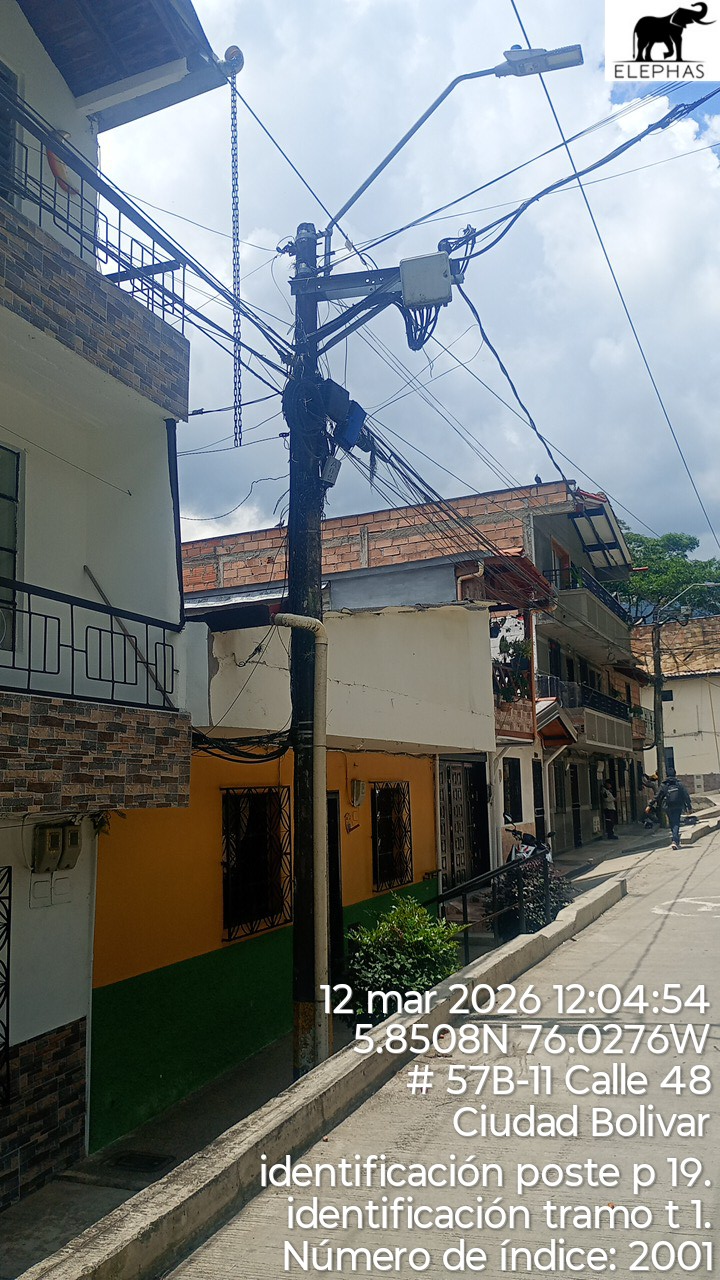 ELEPHAS
12 mar 2026 12:04:54
5.8508N 76.0276W
# 57B-11 Calle 48
Ciudad Bolivar
identificación poste p 19.
identificación tramo t 1.
Número de índice: 2001